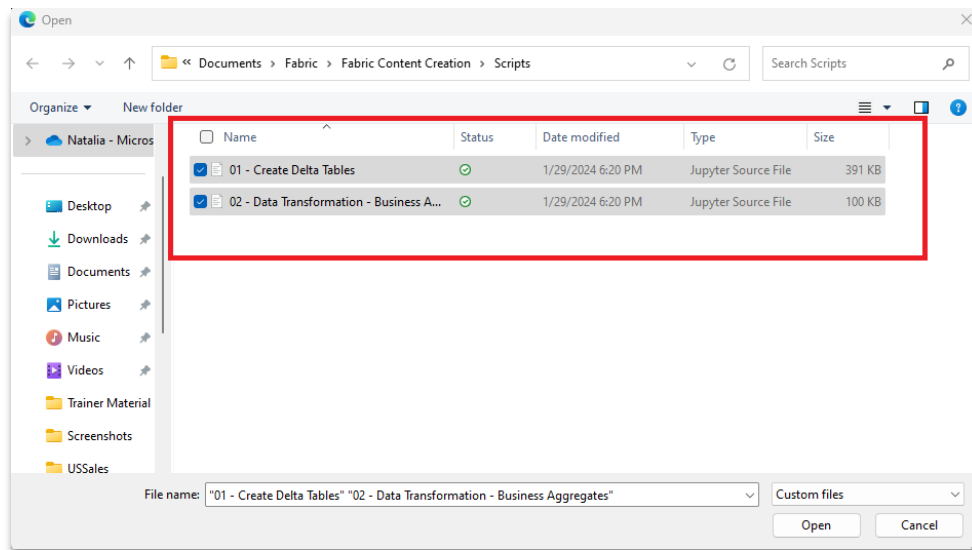 Open
« Documents > Fabric > Fabric Content Creation > Scripts
Search Scripts
Organize
New folder
Natalia - Micros
Desktop
Downloads
Documents
Pictures
Music
Videos
Trainer Material
Screenshots
USSales
Name Status Date modified Type Size
01 - Create Delta Tables 1/29/2024 6:20 PM Jupyter Source File 391 KB
02 - Data Transformation - Business A... 1/29/2024 6:20 PM Jupyter Source File 100 KB
File name: "01 - Create Delta Tables" "02 - Data Transformation - Business Aggregates"
Custom files
Open
Cancel